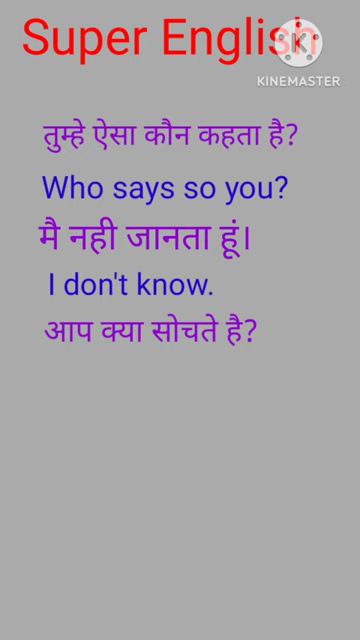 Super English
KINEMASTER
तुम्हे ऐसा कौन कहता है?
Who says so you?
मै नही जानता हूं।
I don't know.
आप क्या सोचते है?